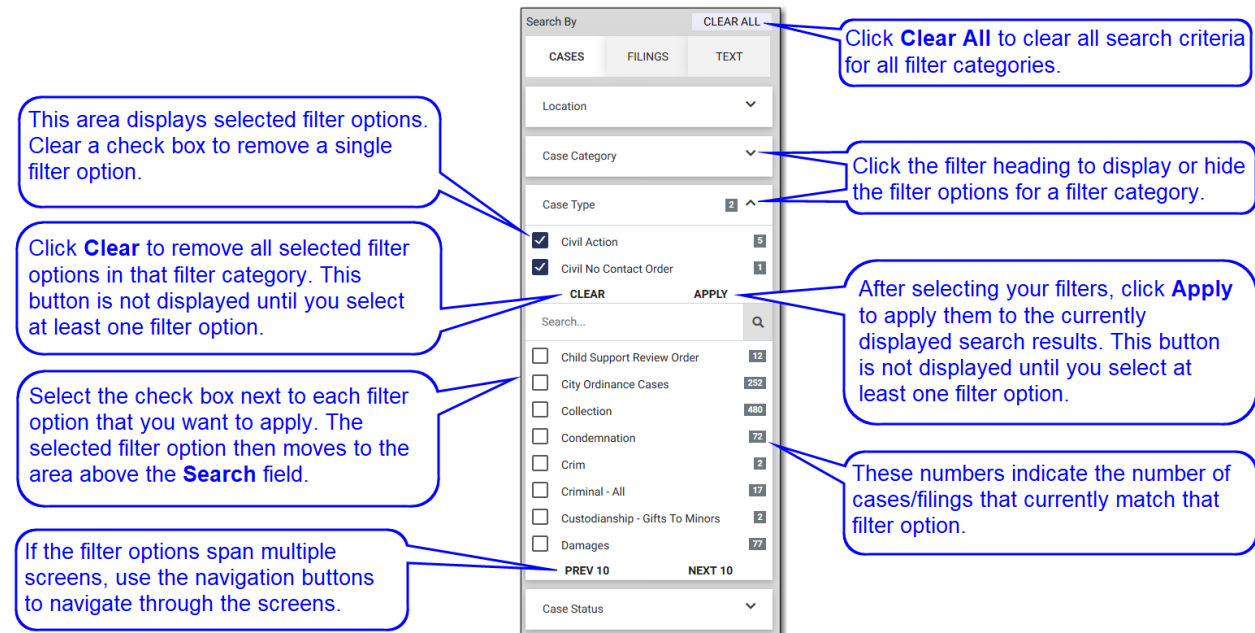 Search By
CLEAR ALL
CASES
FILINGS
TEXT
Location
Case Category
Case Type
2
Civil Action
5
Civil No Contact Order
1
CLEAR
APPLY
Search...
Child Support Review Order
12
City Ordinance Cases
252
Collection
480
Condemnation
72
Crim
2
Criminal - All
17
Custodianship - Gifts To Minors
2
Damages
77
PREV 10
NEXT 10
Case Status
This area displays selected filter options.
Clear a check box to remove a single
filter option.
Click Clear to remove all selected filter
options in that filter category. This
button is not displayed until you select
at least one filter option.
Select the check box next to each filter
option that you want to apply. The
selected filter option then moves to the
area above the Search field.
If the filter options span multiple
screens, use the navigation buttons
to navigate through the screens.
Click Clear All to clear all search criteria
for all filter categories.
Click the filter heading to display or hide
the filter options for a filter category.
After selecting your filters, click Apply
to apply them to the currently
displayed search results. This button
is not displayed until you select at
least one filter option.
These numbers indicate the number of
cases/filings that currently match that
filter option.